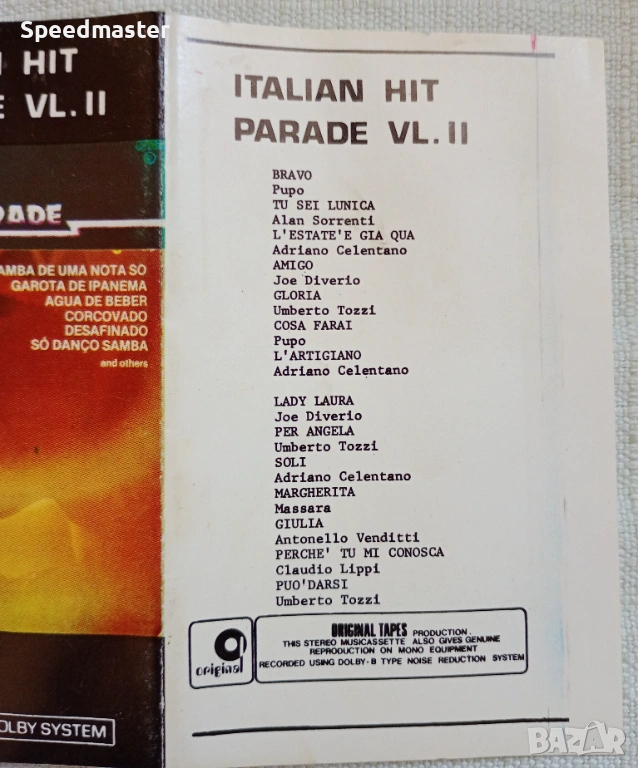 Speedmaster
HIT
VL. II
AMBA DE UMA NOTA SO
GAROTA DE IPANEMA
AGUA DE BEBER
CORCOVADO
DESAFINADO
SÓ DANÇO SAMBA
and others
OLBY SYSTEM
ITALIAN HIT
PARADE VL. II
BRAVO
Pupo
TU SEI LUNICA
Alan Sorrenti
L'ESTATE'E GIA QUA
Adriano Celentano
AMIGO
Joe Diverio
GLORIA
Umberto Tozzi
COSA FARAI
Pupo
L'ARTIGIANO
Adriano Celentano
LADY LAURA
Joe Diverio
PER ANGELA
Umberto Tozzi
SOLI
Adriano Celentano
MARGHERITA
Massara
GIULIA
Antonello Venditti
PERCHE' TU MI CONOSCA
Claudio Lippi
PUO'DARSI
Umberto Tozzi
original
ORIGINAL TAPES PRODUCTION.
THIS STEREO MUSICASSETTE ALSO GIVES GENUINE
REPRODUCTION ON MONO EQUIPMENT
RECORDED USING DOLBY-B TYPE NOISE REDUCTION SYSTEM
BAZAR
.bg